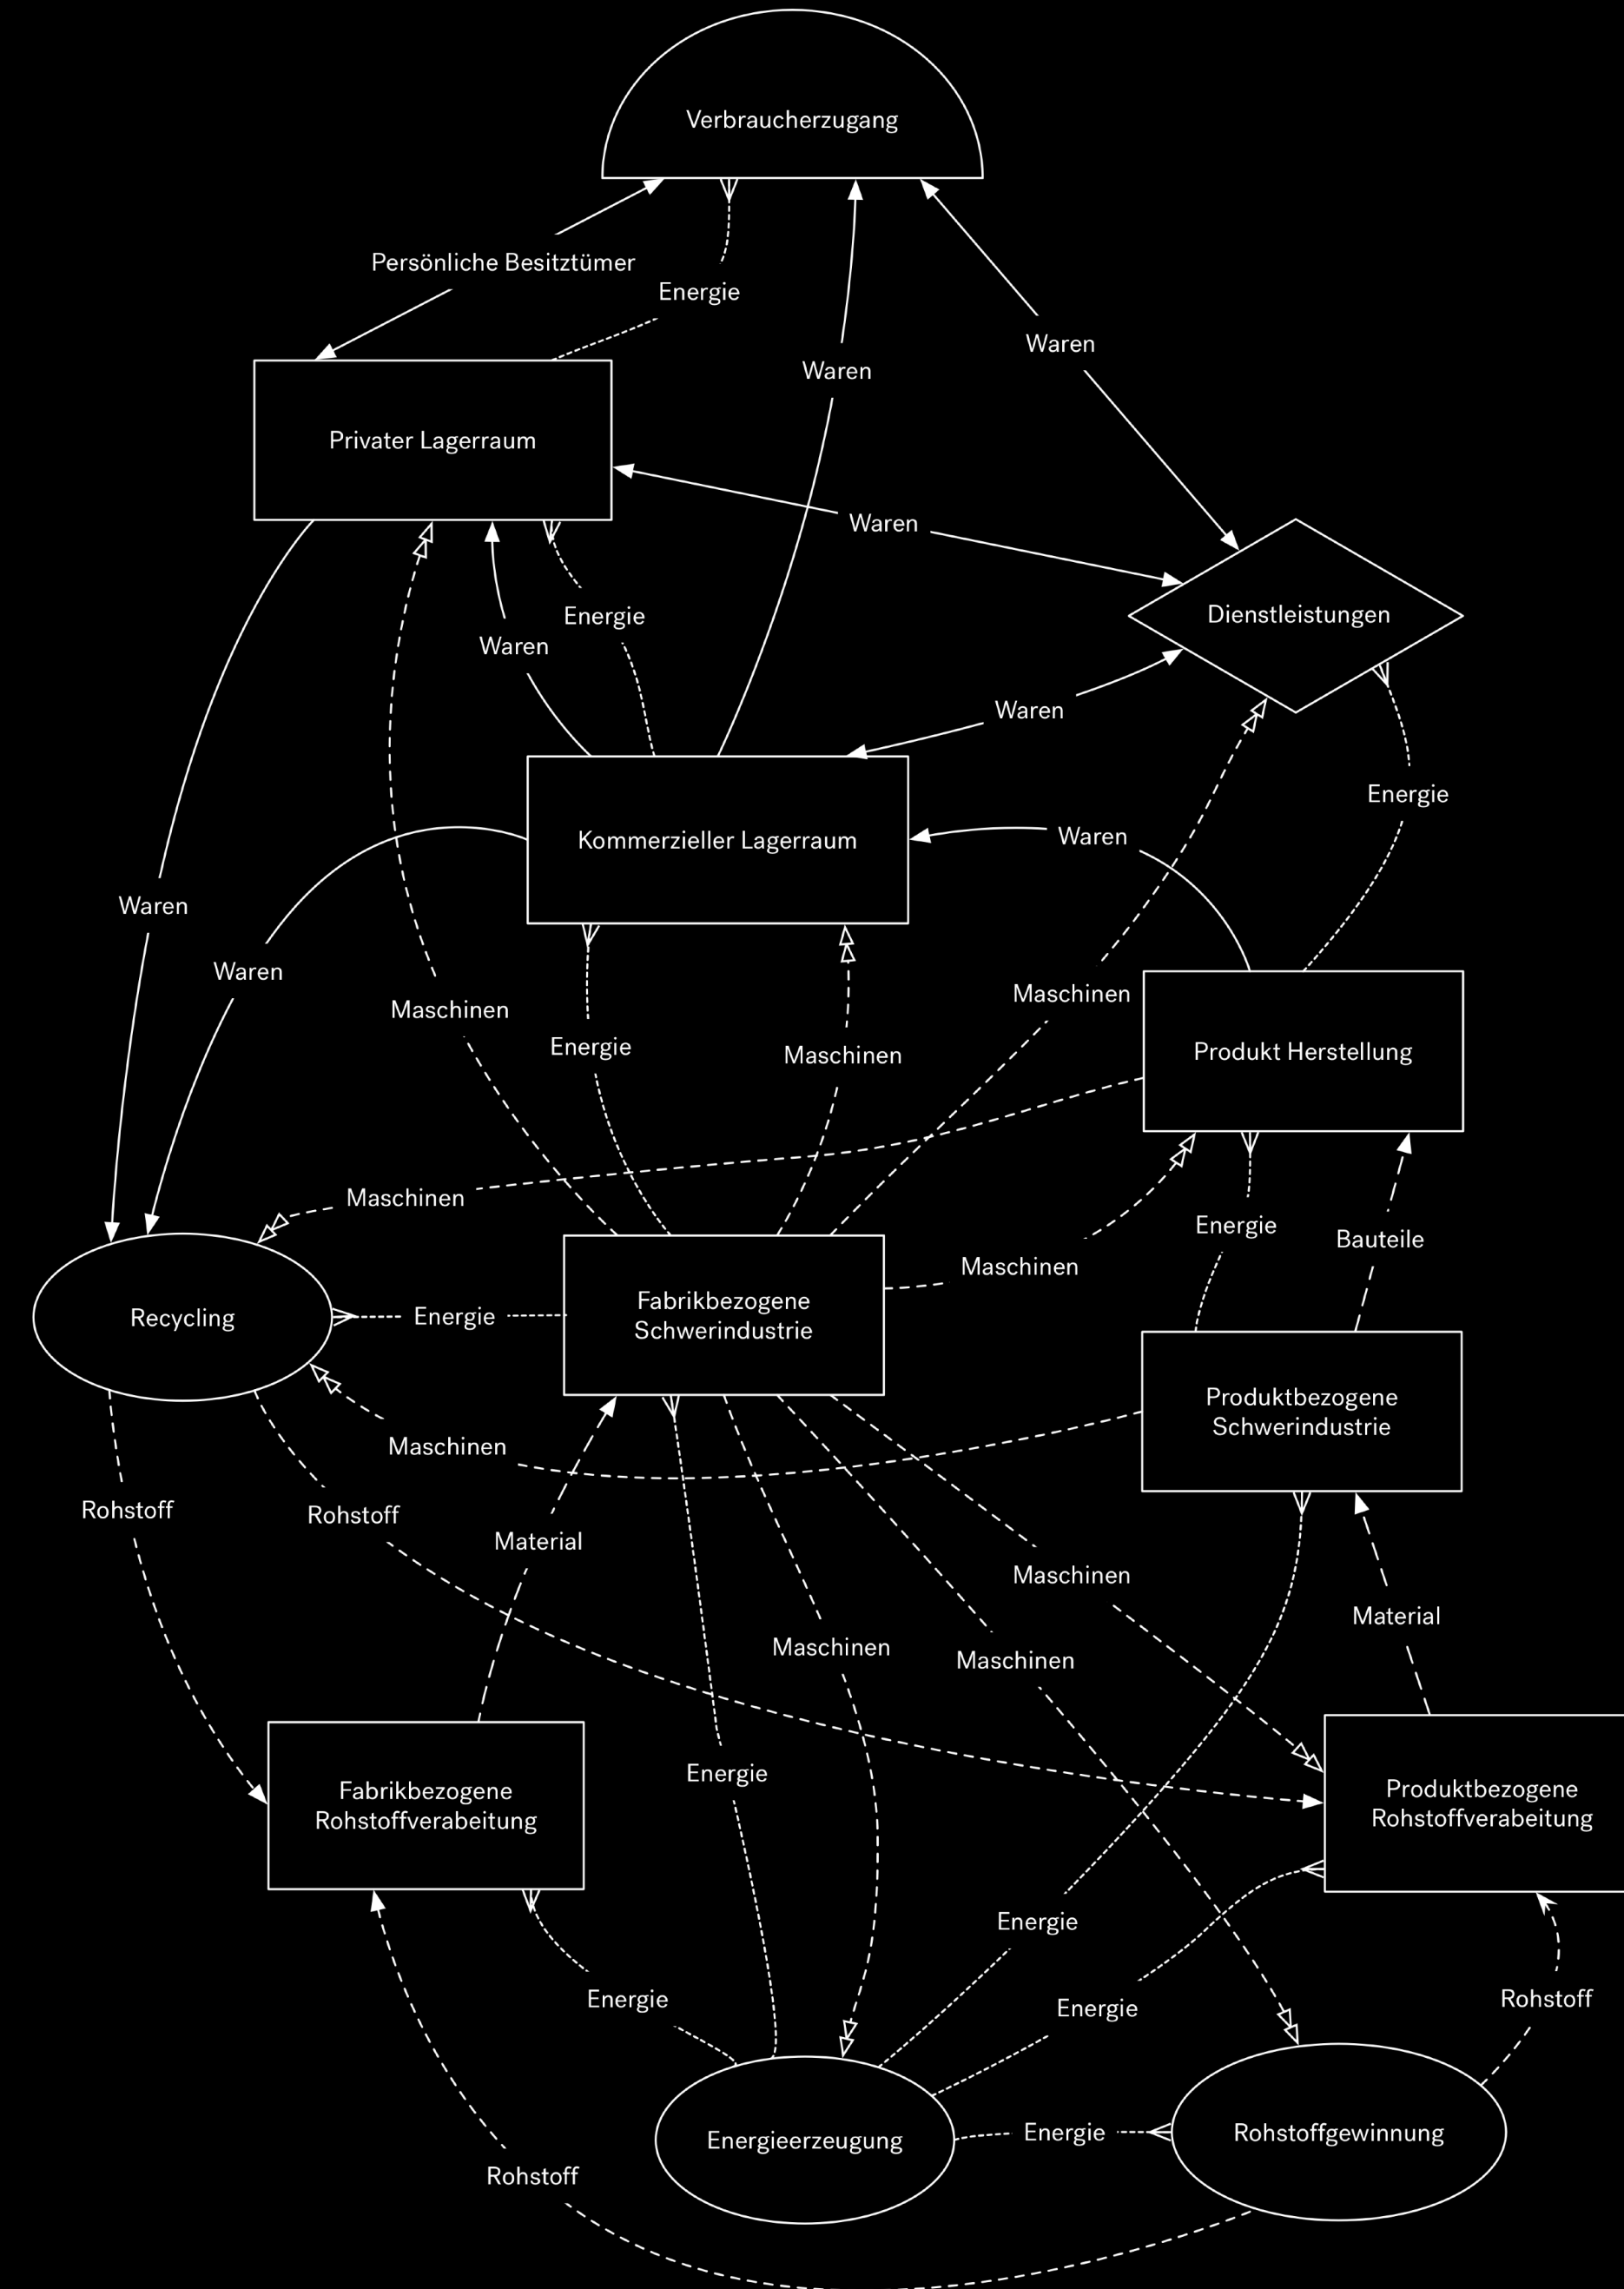 Verbraucherzugang
Persönliche Besitztümer
Energie
Waren
Waren
Privater Lagerraum
Waren
Dienstleistungen
Energie
Waren
Waren
Energie
Kommerzieller Lagerraum
Waren
Waren
Waren
Maschinen
Maschinen
Energie
Maschinen
Produkt Herstellung
Maschinen
Energie
Bauteile
Maschinen
Recycling
Energie
Fabrikbezogene
Schwerindustrie
Produktbezogene
Schwerindustrie
Maschinen
Rohstoff
Rohstoff
Material
Maschinen
Material
Maschinen
Maschinen
Energie
Fabrikbezogene
Rohstoffverabeitung
Produktbezogene
Rohstoffverabeitung
Energie
Energie
Energie
Rohstoff
Energieerzeugung
Energie
Rohstoffgewinnung
Rohstoff